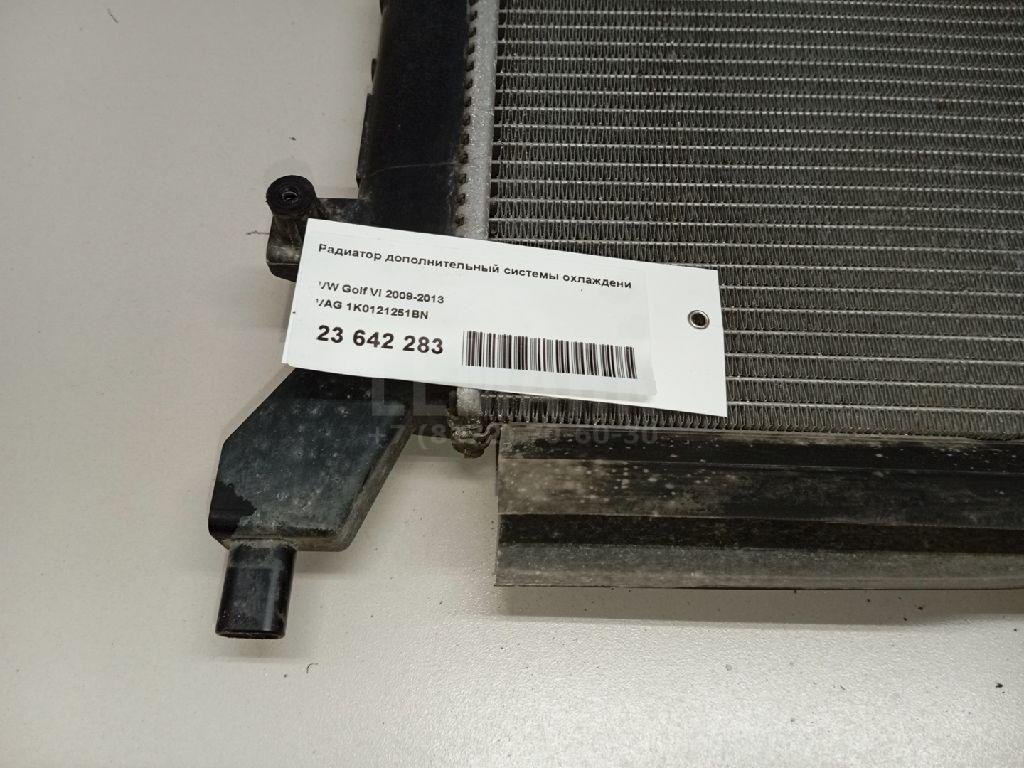 Радиатор дополнительный системы охлаждени
VW Golf VI 2009-2013
VAG 1K0121251BN
23 642 283